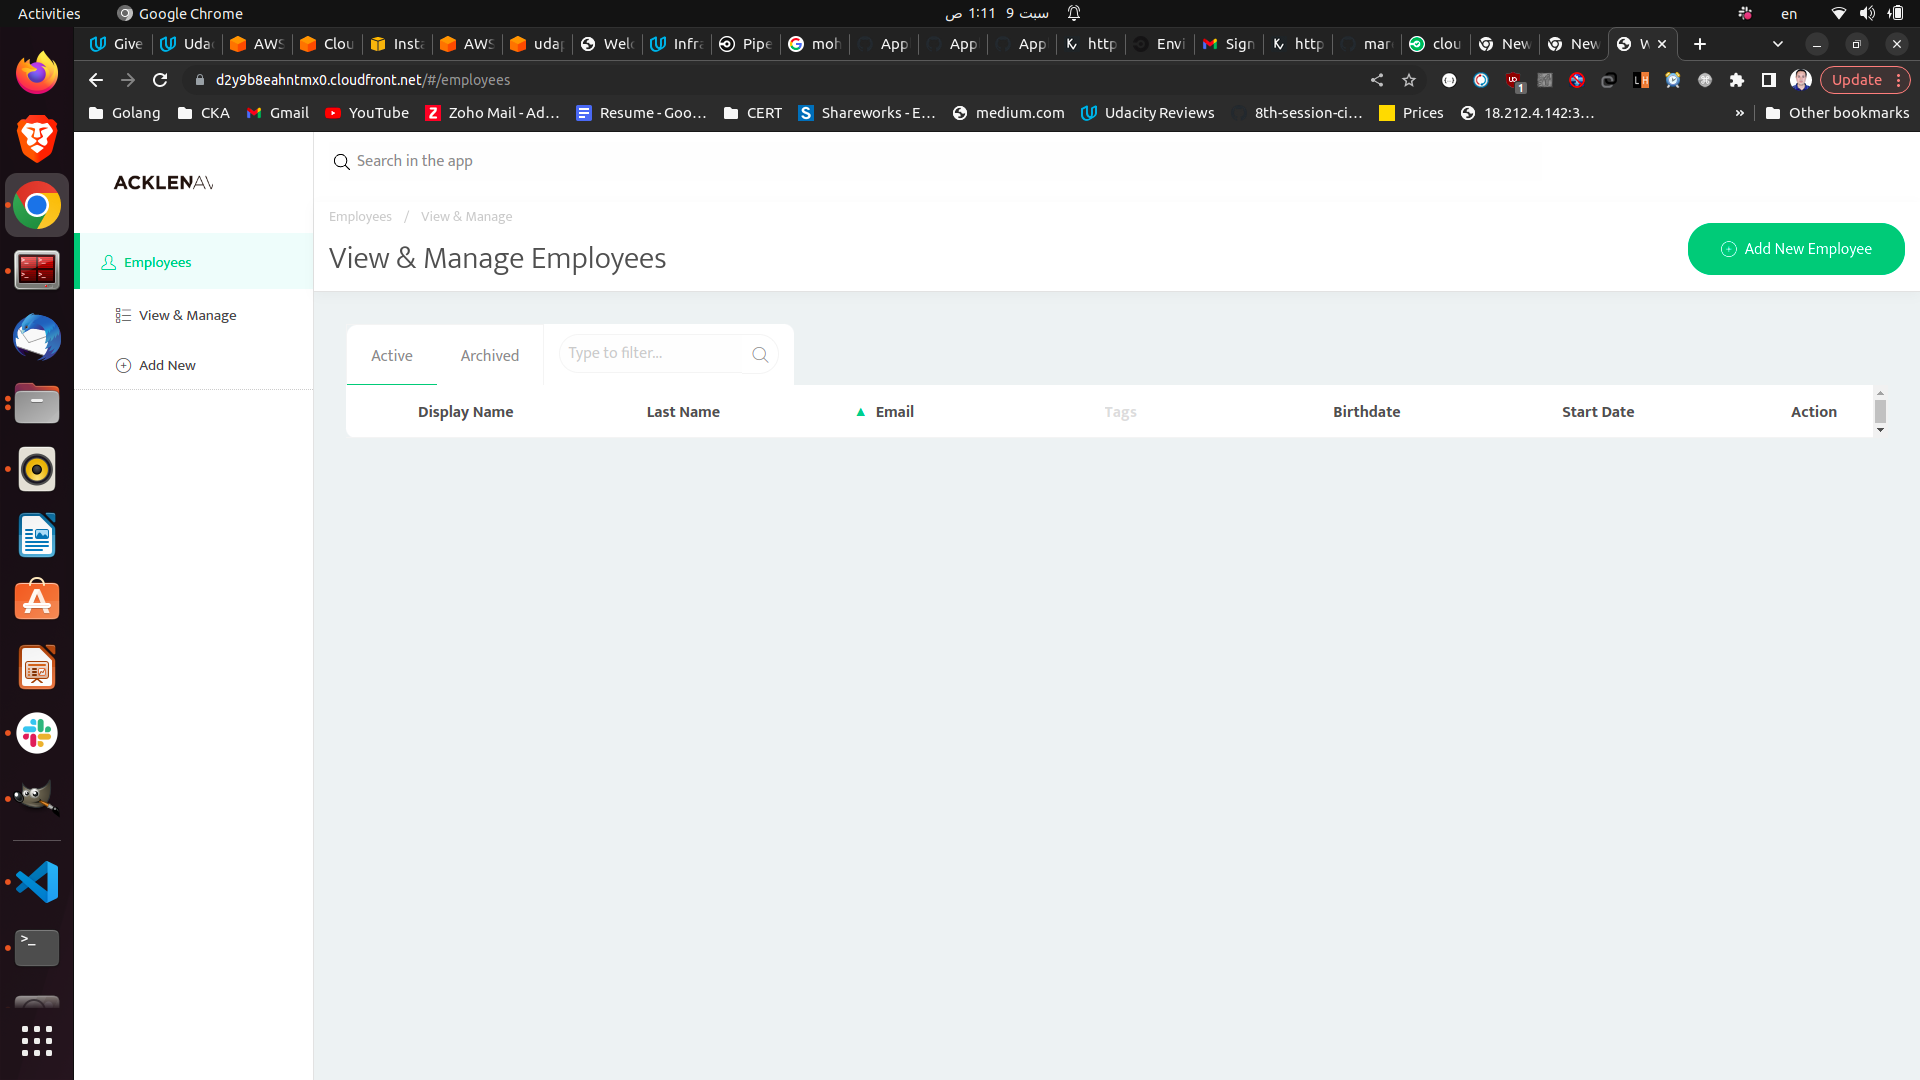 Activities
Google Chrome
سبت 9 1:11 ص
en
Give
Uda
AWS
Clou
Insta
AWS
udap
Welc
Infra
Pipe
moh
App
App
App
http
Envi
Sign
http
mar
clou
New
New
W
d2y9b8eahntmx0.cloudfront.net/#/employees
1
Update
Golang
CKA
Gmail
YouTube
Zoho Mail - Ad...
Resume - Goo...
CERT
Shareworks - E...
medium.com
Udacity Reviews
8th-session-ci...
Prices
18.212.4.142:3...
»
Other bookmarks
ACKLENAV
Search in the app
Employees / View & Manage
View & Manage Employees
Add New Employee
Employees
View & Manage
Add New
Active
Archived
Type to filter...
Display Name
Last Name
Email
Tags
Birthdate
Start Date
Action